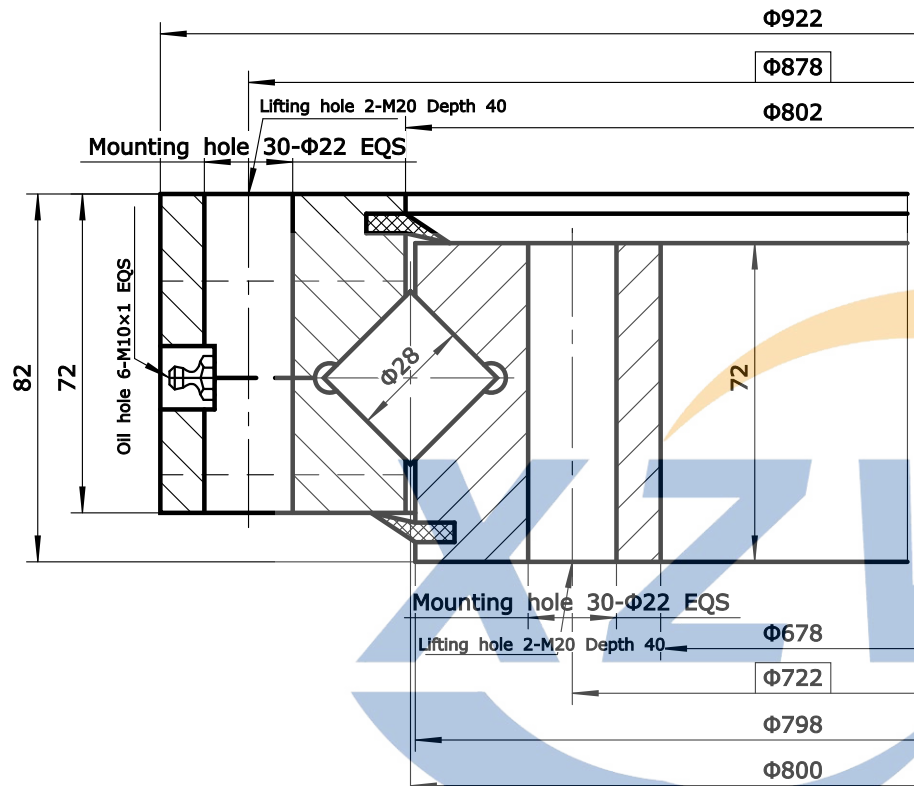 Φ922
Φ878
Lifting hole 2-M20 Depth 40
Φ802
Mounting hole 30-Φ22 EQS
Oil hole 6-M10×1 EQS
82
72
Φ28
72
Mounting hole 30-Φ22 EQS
Lifting hole 2-M20 Depth 40
Φ678
Φ722
Φ798
Φ800